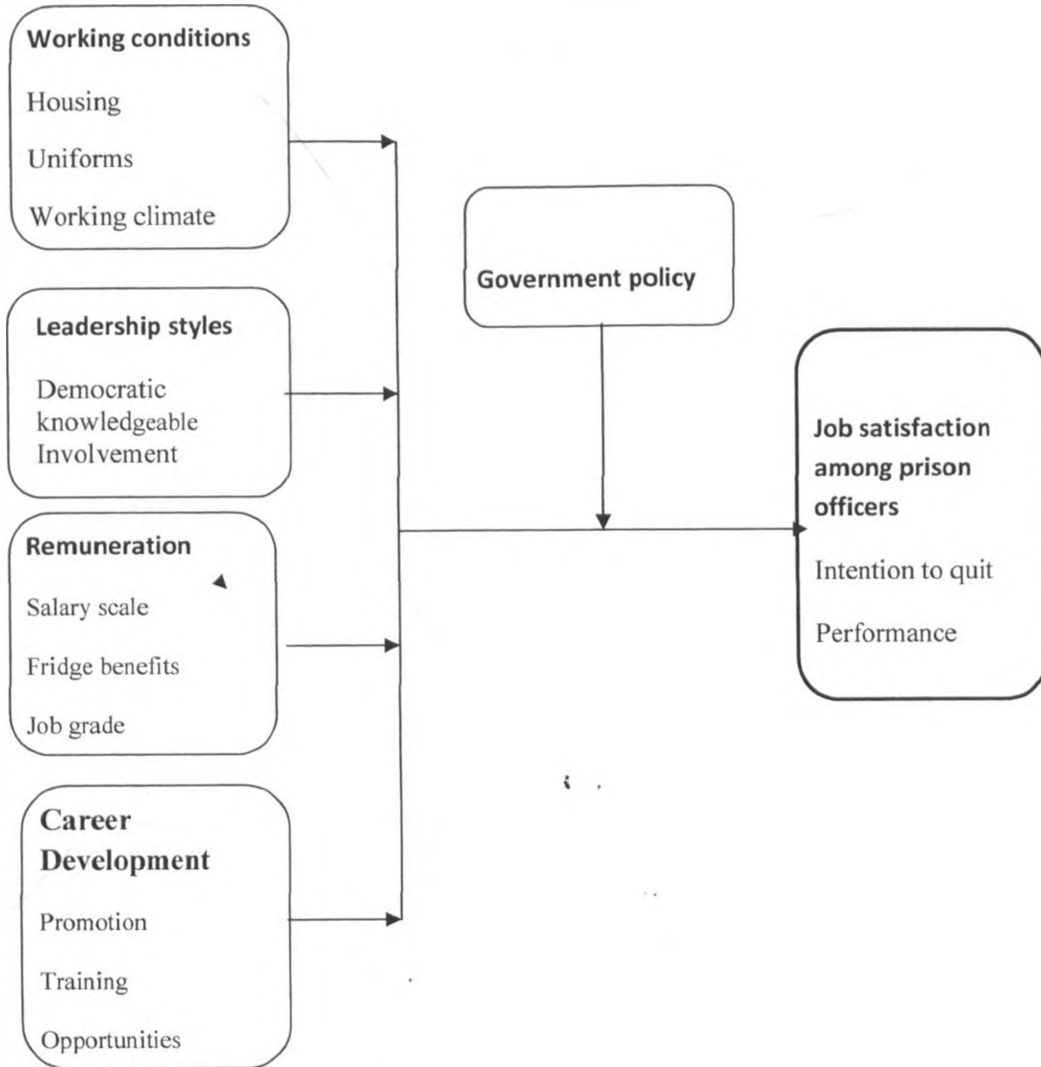 Working conditions
Housing
Uniforms
Working climate
Leadership styles
Democratic
knowledgeable
Involvement
Remuneration
Salary scale
Fridge benefits
Job grade
Career
Development
Promotion
Training
Opportunities
Government policy
Job satisfaction
among prison
officers
Intention to quit
Performance